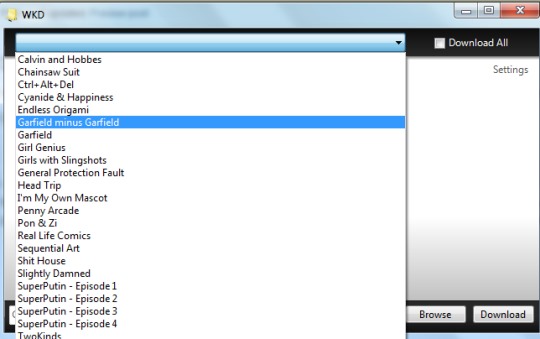 WKD
Download All
Settings
Calvin and Hobbes
Chainsaw Suit
Ctrl+Alt+Del
Cyanide & Happiness
Endless Origami
Garfield minus Garfield
Garfield
Girl Genius
Girls with Slingshots
General Protection Fault
Head Trip
I'm My Own Mascot
Penny Arcade
Pon & Zi
Real Life Comics
Sequential Art
Shit House
Slightly Damned
SuperPutin - Episode 1
SuperPutin - Episode 2
SuperPutin - Episode 3
SuperPutin - Episode 4
TwoKinds
Browse
Download